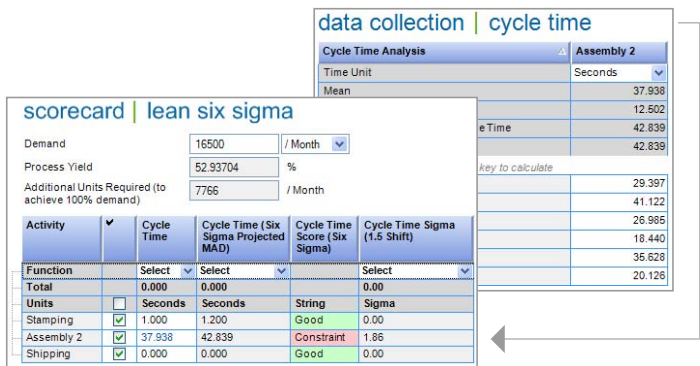 data collection | cycle time
Cycle Time Analysis Assembly 2
Time Unit Seconds
Mean 37.938
12.502
e Time 42.839
42.839
key to calculate
29.397
41.122
26.985
18.440
35.628
20.126
scorecard | lean six sigma
Demand 16500 / Month
Process Yield 52.93704 %
Additional Units Required (to
achieve 100% demand) 7766 / Month
Activity Cycle Time Cycle Time (Six Sigma Projected MAD) Cycle Time Score (Six Sigma) Cycle Time Sigma (1.5 Shift)
Function Select Select Select
Total 0.000 0.000 0.00
Units Seconds Seconds String Sigma
Stamping 1.000 1.200 Good 0.00
Assembly 2 37.938 42.839 Constraint 1.86
Shipping 0.000 0.000 Good 0.00